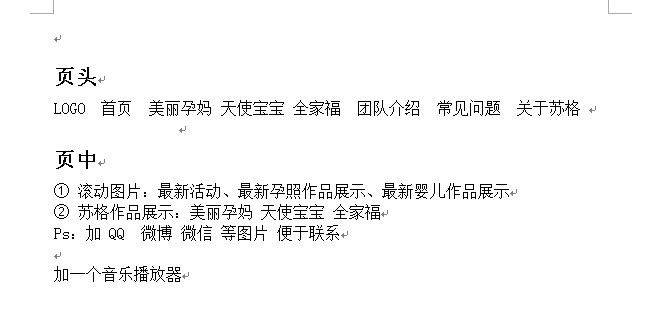 页头
LOGO 首页 美丽孕妈 天使宝宝 全家福 团队介绍 常见问题 关于苏格
页中
① 滚动图片：最新活动、最新孕照作品展示、最新婴儿作品展示
② 苏格作品展示：美丽孕妈 天使宝宝 全家福
Ps：加 QQ 微博 微信 等图片 便于联系
加一个音乐播放器